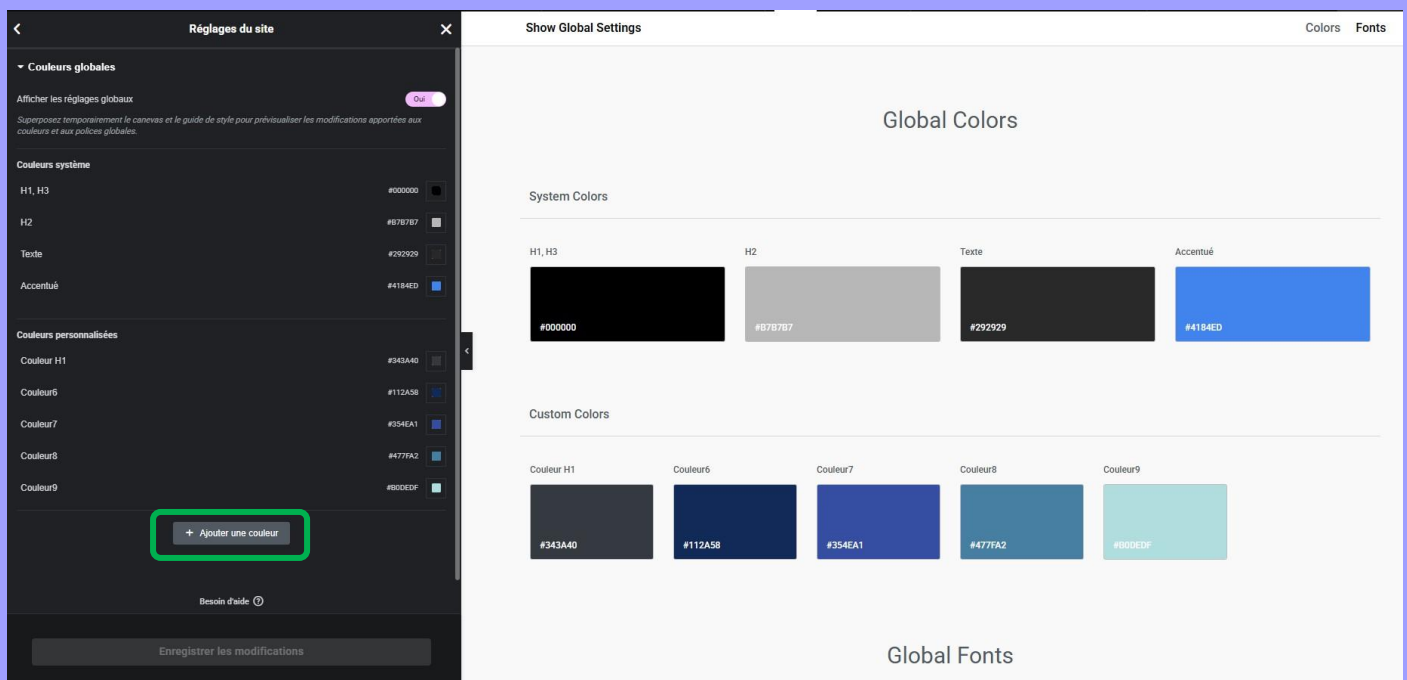 Réglages du site
Couleurs globales
Afficher les réglages globaux
Oui
Superposez temporairement le canevas et le guide de style pour prévisualiser les modifications apportées aux
couleurs et aux polices globales.
Couleurs système
H1, H3 #000000
H2 #B7B7B7
Texte #292929
Accentué #4184ED
Couleurs personnalisées
Couleur H1 #343A40
Couleur6 #112A58
Couleur7 #354EA1
Couleur8 #477FA2
Couleur9 #B0DEDF
+ Ajouter une couleur
Besoin d'aide ?
Enregistrer les modifications
Show Global Settings
Colors Fonts
Global Colors
System Colors
H1, H3 H2 Texte Accentué
#000000 #B7B7B7 #292929 #4184ED
Custom Colors
Couleur H1 Couleur6 Couleur7 Couleur8 Couleur9
#343A40 #112A58 #354EA1 #477FA2 #B0DEDF
Global Fonts